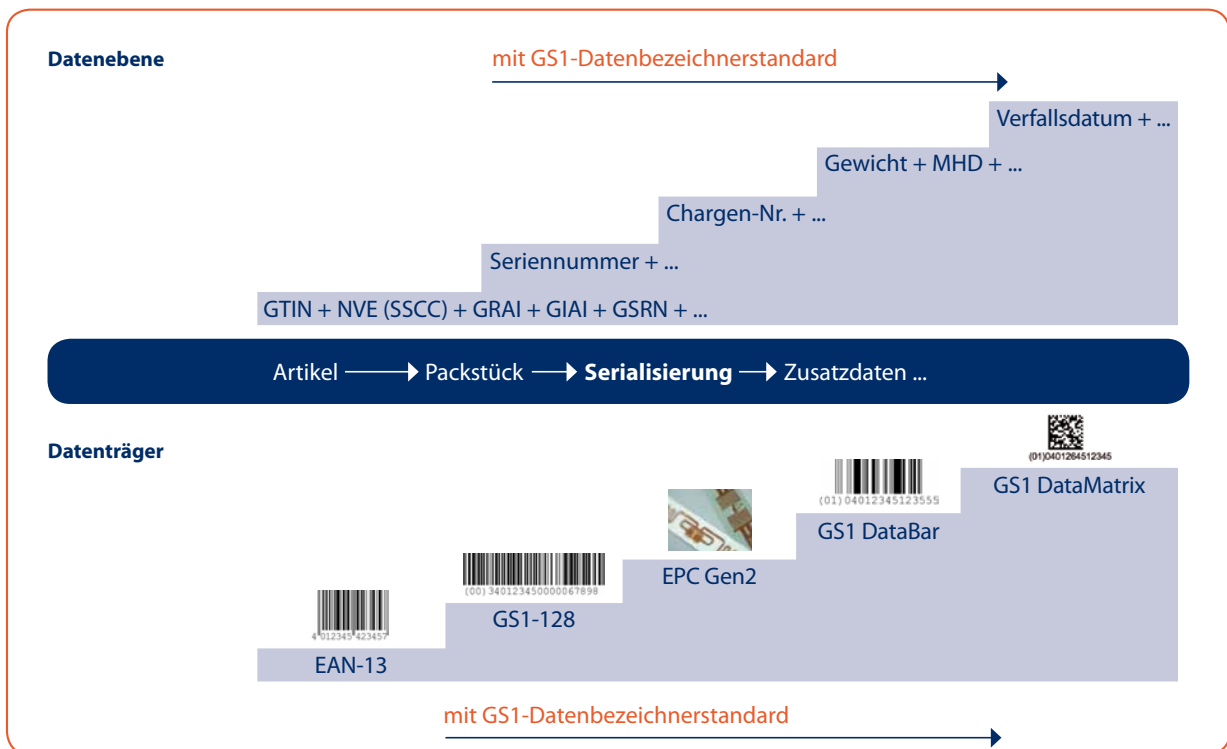 Datenebene
mit GS1-Datenbezeichnerstandard
Verfallsdatum + ...
Gewicht + MHD + ...
Chargen-Nr. + ...
Seriennummer + ...
GTIN + NVE (SSCC) + GRAI + GIAI + GSRN + ...
Artikel Packstück Serialisierung Zusatzdaten ...
Datenträger
(01)0401264512345
GS1 DataMatrix
(01)04012345123555
GS1 DataBar
EPC Gen2
(00)340123450000067898
GS1-128
4 012345 423457
EAN-13
mit GS1-Datenbezeichnerstandard